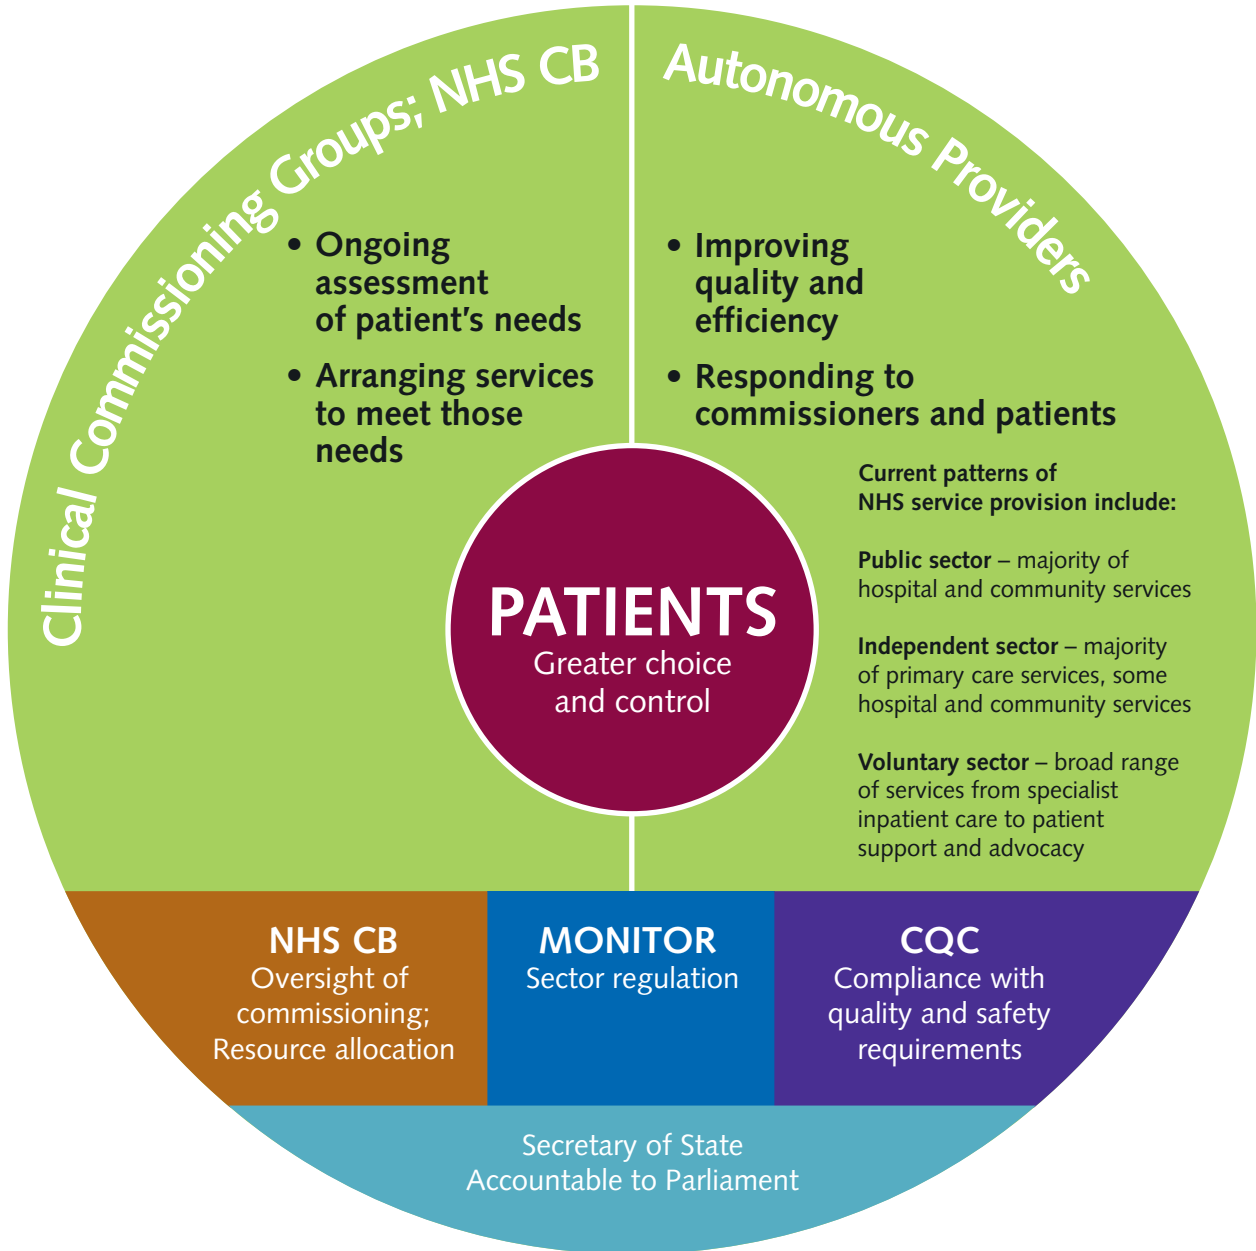 Clinical Commissioning Groups; NHS CB
• Ongoing
assessment
of patient's needs
• Arranging services
to meet those
needs
Autonomous Providers
• Improving
quality and
efficiency
• Responding to
commissioners and patients
Current patterns of
NHS service provision include:
Public sector – majority of
hospital and community services
Independent sector – majority
of primary care services, some
hospital and community services
Voluntary sector – broad range
of services from specialist
inpatient care to patient
support and advocacy
PATIENTS
Greater choice
and control
NHS CB
Oversight of
commissioning;
Resource allocation
MONITOR
Sector regulation
CQC
Compliance with
quality and safety
requirements
Secretary of State
Accountable to Parliament